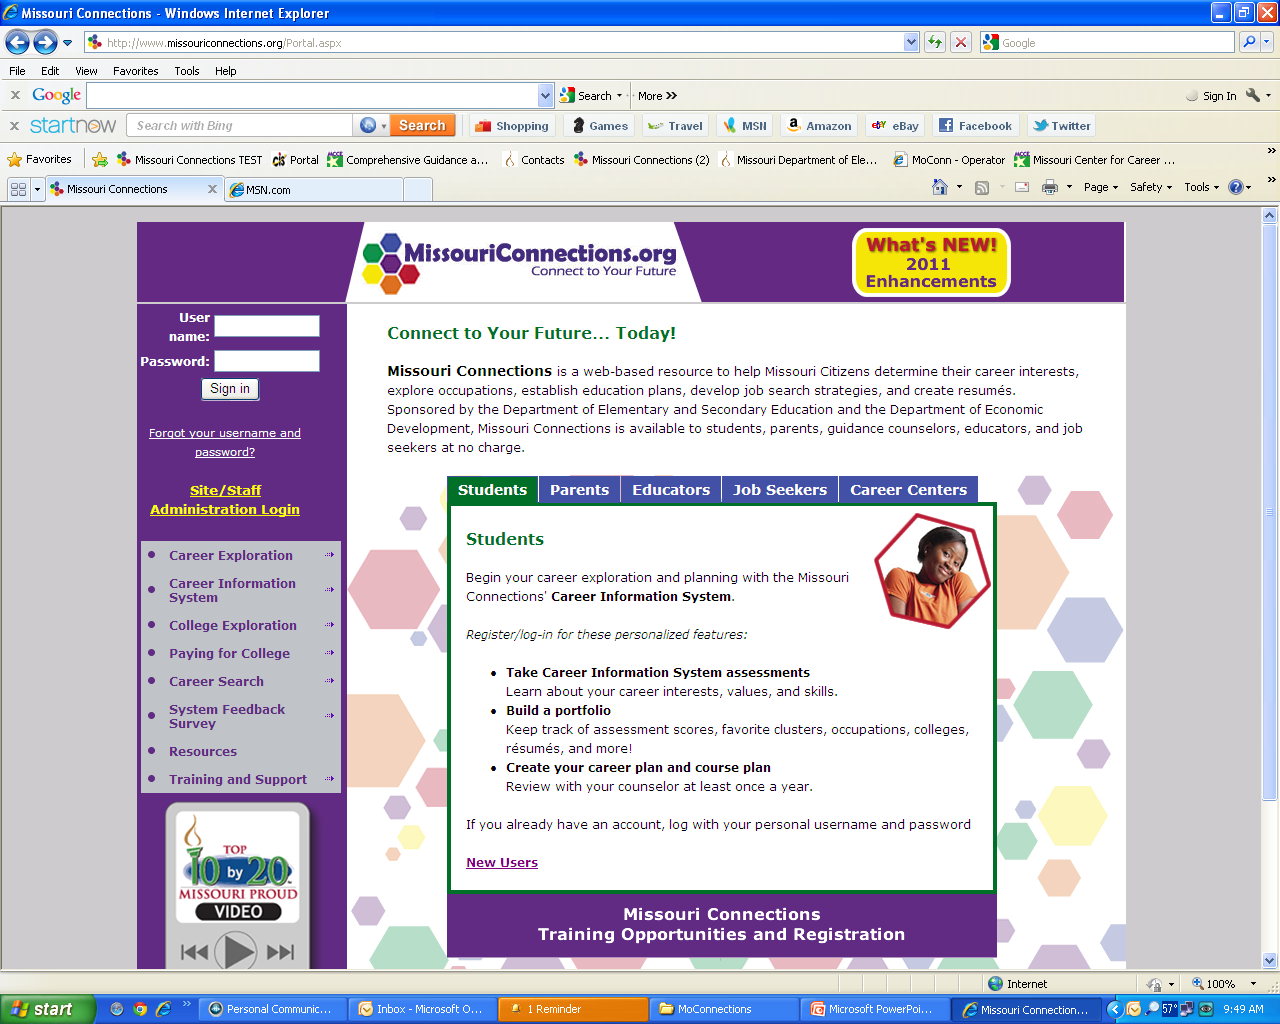 Missouri Connections - Windows Internet Explorer
http://www.missouriconnections.org/Portal.aspx
Google
File Edit View Favorites Tools Help
x Google Search More >> Sign In
x startnow Search with Bing Search Shopping Games Travel MSN Amazon eBay Facebook Twitter
Favorites Missouri Connections TEST Portal Comprehensive Guidance a... Contacts Missouri Connections (2) Missouri Department of Ele... MoConn - Operator Missouri Center for Career ...
Missouri Connections MSN.com Page Safety Tools
MissouriConnections.org
Connect to Your Future
What's NEW!
2011
Enhancements
User name:
Password:
Sign in
Forgot your username and
password?
Site/Staff
Administration Login
Career Exploration
Career Information
System
College Exploration
Paying for College
Career Search
System Feedback
Survey
Resources
Training and Support
TOP
10 by 20
MISSOURI PROUD
VIDEO
Connect to Your Future... Today!
Missouri Connections is a web-based resource to help Missouri Citizens determine their career interests,
explore occupations, establish education plans, develop job search strategies, and create resumés.
Sponsored by the Department of Elementary and Secondary Education and the Department of Economic
Development, Missouri Connections is available to students, parents, guidance counselors, educators, and job
seekers at no charge.
Students Parents Educators Job Seekers Career Centers
Students
Begin your career exploration and planning with the Missouri
Connections' Career Information System.
Register/log-in for these personalized features:
• Take Career Information System assessments
Learn about your career interests, values, and skills.
• Build a portfolio
Keep track of assessment scores, favorite clusters, occupations, colleges,
résumés, and more!
• Create your career plan and course plan
Review with your counselor at least once a year.
If you already have an account, log with your personal username and password
New Users
Missouri Connections
Training Opportunities and Registration
Internet 100%
start Personal Communic... Inbox - Microsoft O... 1 Reminder MoConnections Microsoft PowerPoi... Missouri Connection... 57° 9:49 AM